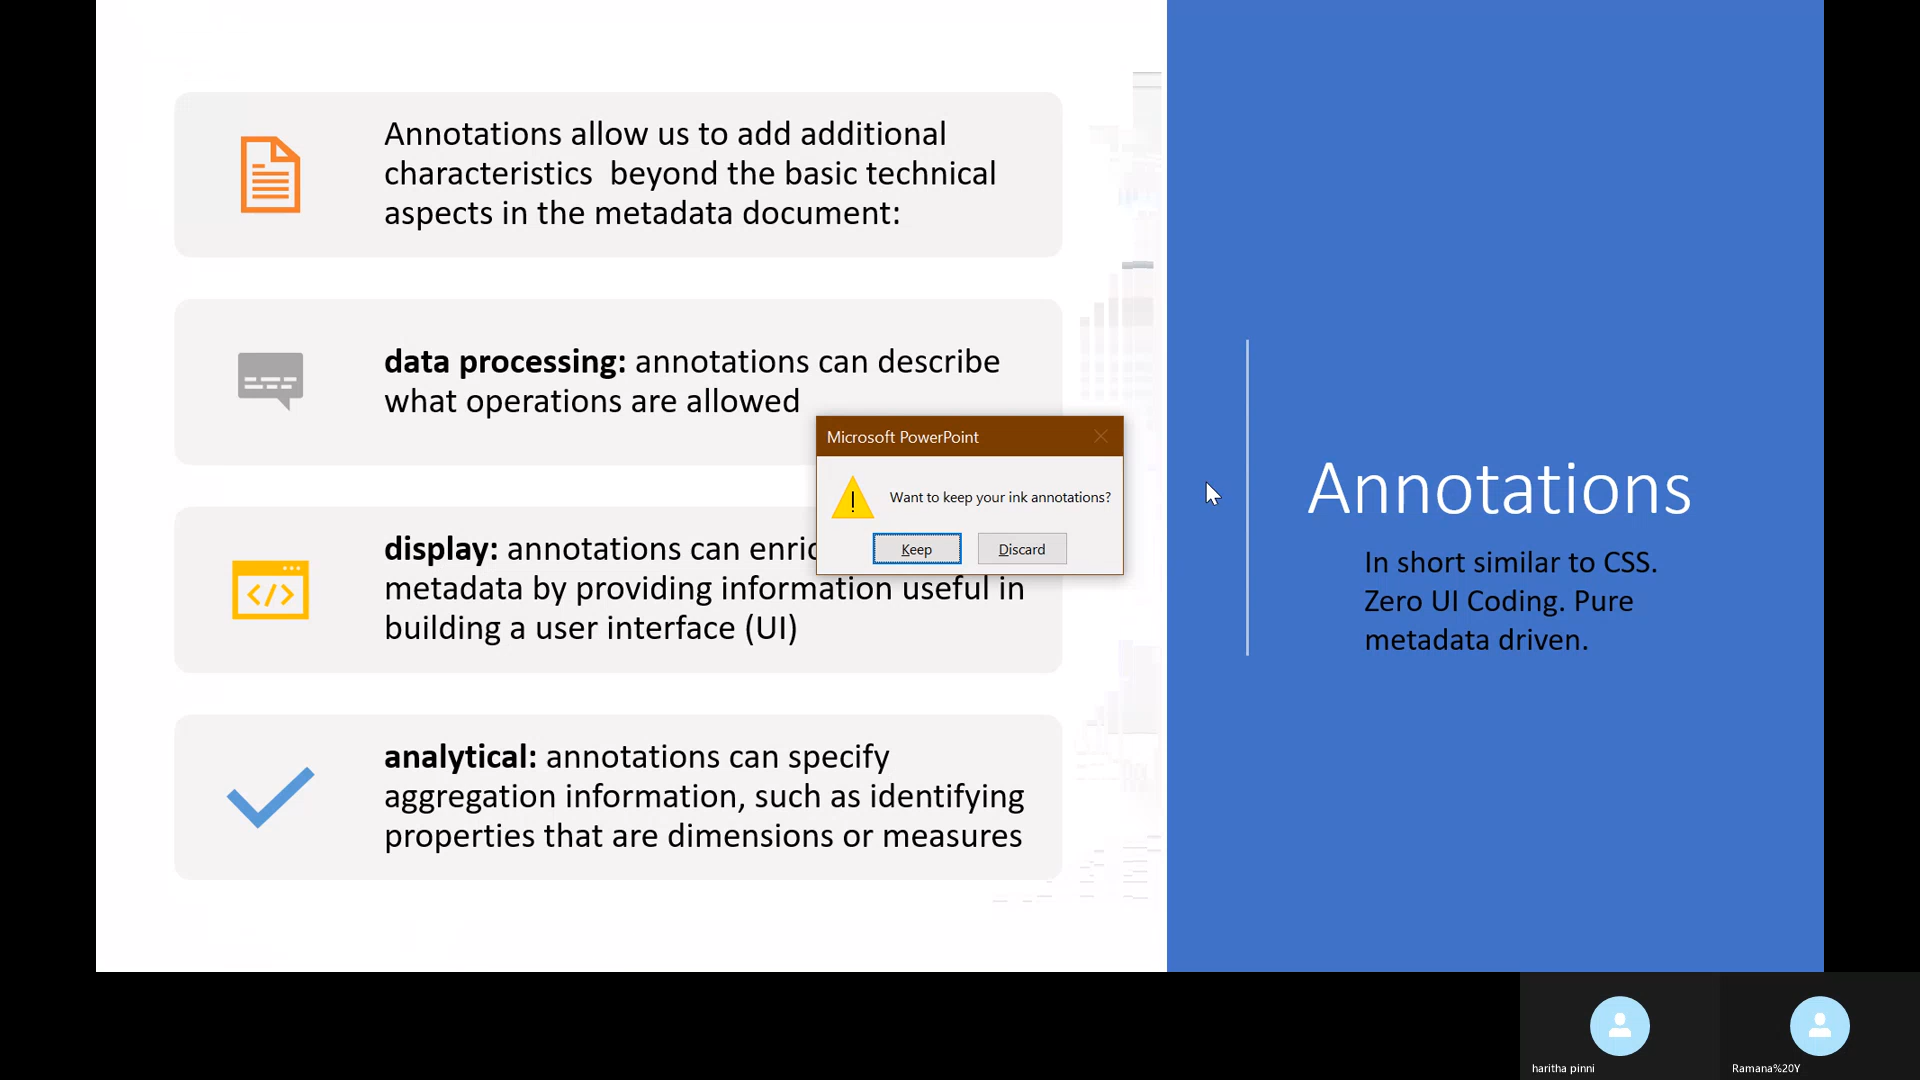 Annotations allow us to add additional
characteristics  beyond the basic technical
aspects in the metadata document:
data processing: annotations can describe
what operations are allowed
display: annotations can
metadata by providing information useful in
building a user interface (UI)
analytical: annotations can specify
aggregation information, such as identifying
properties that are dimensions or measures
Microsoft PowerPoint
Want to keep your ink annotations?
Keep
Discard
Annotations
In short similar to CSS.
Zero UI Coding. Pure
metadata driven.
haritha pinni
Ramana%20Y